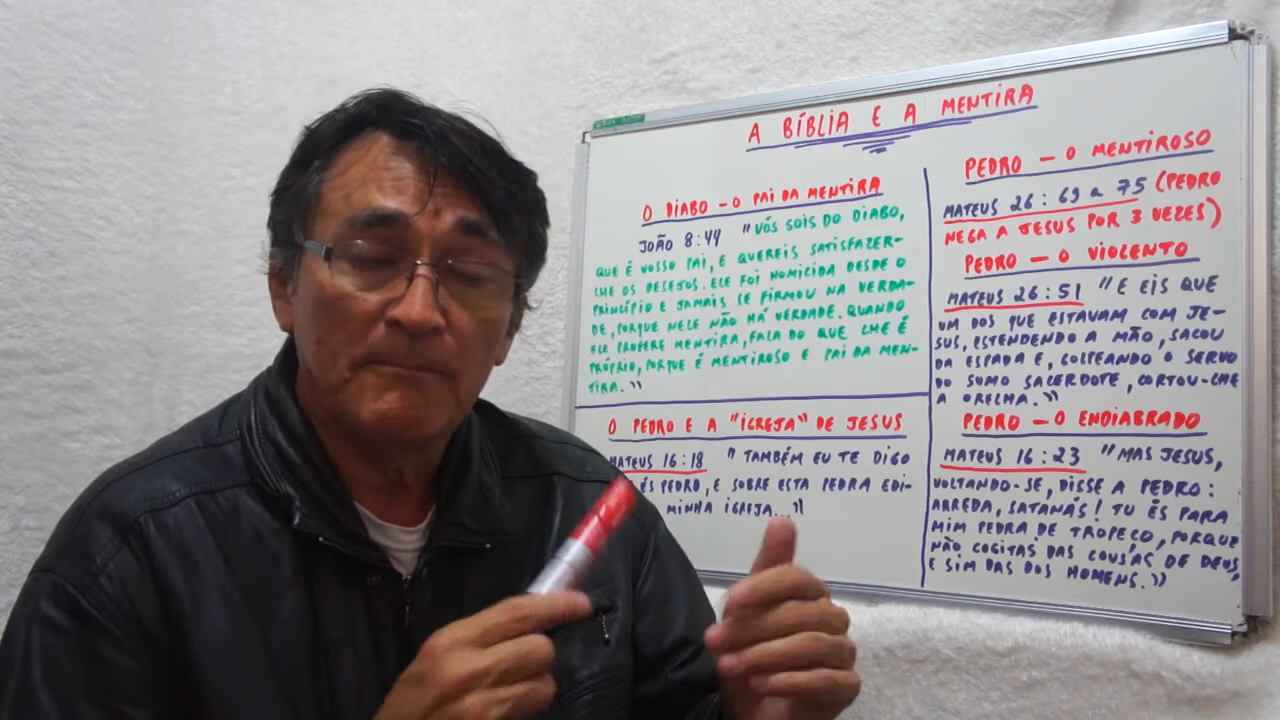 A BÍBLIA E A MENTIRA
O DIABO - O PAI DA MENTIRA
JOÃO 8:44 "VÓS SOIS DO DIABO,
QUE É VOSSO PAI, E QUEREIS SATISFAZER-
LHE OS DESEJOS. ELE FOI HOMICIDA DESDE O
PRINCÍPIO E JAMAIS SE FIRMOU NA VERDA-
DE, PORQUE NELE NÃO HÁ VERDADE. QUANDO
ELE PROFERE MENTIRA, FALA DO QUE LHE É
PRÓPRIO, PORQUE É MENTIROSO E PAI DA MEN-
TIRA."
O PEDRO E A "IGREJA" DE JESUS
MATEUS 16:18 "TAMBÉM EU TE DIGO
ÉS PEDRO, E SOBRE ESTA PEDRA EDI-
MINHA IGREJA..."
PEDRO - O MENTIROSO
MATEUS 26:69 a 75 (PEDRO
NEGA A JESUS POR 3 VEZES)
PEDRO - O VIOLENTO
MATEUS 26:51 "E EIS QUE
UM DOS QUE ESTAVAM COM JE-
SUS, ESTENDENDO A MÃO, SACOU
DA ESPADA E, GOLPEANDO O SERVO
DO SUMO SACERDOTE, CORTOU-LHE
A ORELHA."
PEDRO - O ENDIABRADO
MATEUS 16:23 "MAS JESUS,
VOLTANDO-SE, DISSE A PEDRO:
ARREDA, SATANÁS! TU ÉS PARA
MIM PEDRA DE TROPEÇO, PORQUE
NÃO COGITAS DAS COUSAS DE DEUS,
E SIM DAS DOS HOMENS."